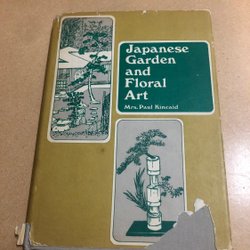 Japanese
Garden
and
Floral
Art
Mrs. Paul Kincaid